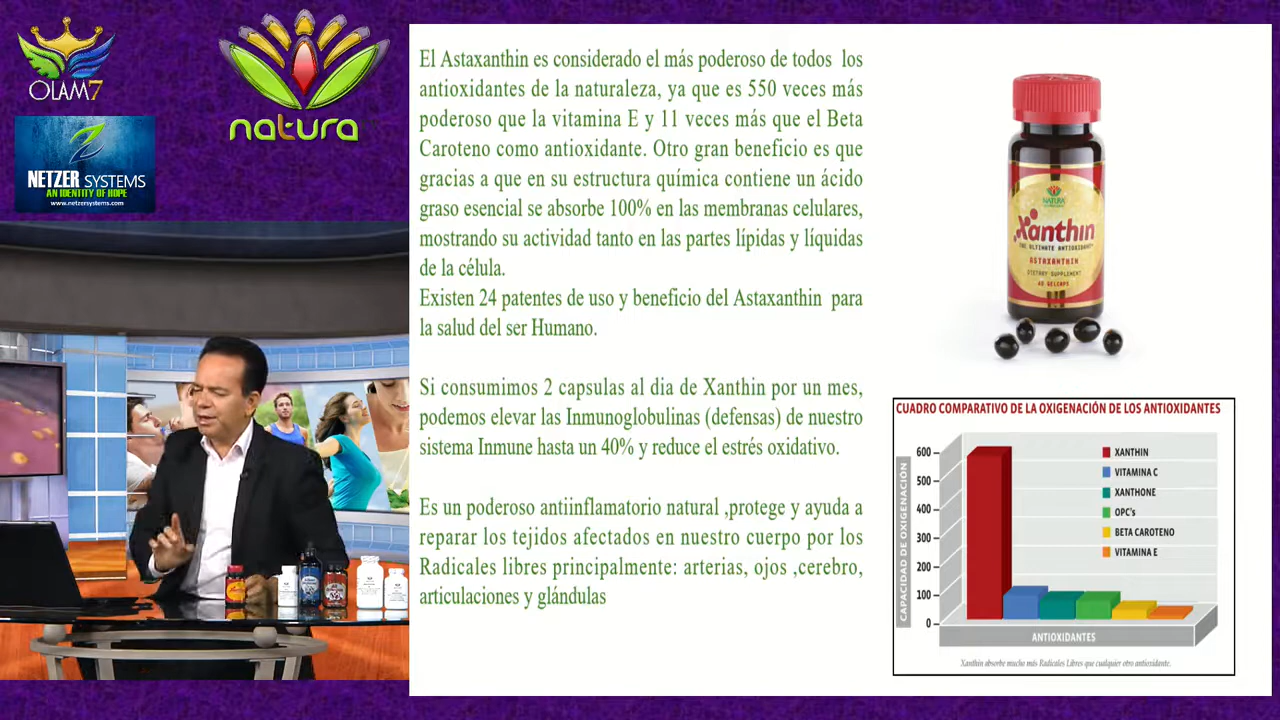 OLAM7
natura
NETZER SYSTEMS
AN IDENTITY OF HOPE
www.netzersystems.com
El Astaxanthin es considerado el más poderoso de todos los
antioxidantes de la naturaleza, ya que es 550 veces más
poderoso que la vitamina E y 11 veces más que el Beta
Caroteno como antioxidante. Otro gran beneficio es que
gracias a que en su estructura química contiene un ácido
graso esencial se absorbe 100% en las membranas celulares,
mostrando su actividad tanto en las partes lípidas y líquidas
de la célula.
Existen 24 patentes de uso y beneficio del Astaxanthin para
la salud del ser Humano.
Si consumimos 2 capsulas al dia de Xanthin por un mes,
podemos elevar las Inmunoglobulinas (defensas) de nuestro
sistema Inmune hasta un 40% y reduce el estrés oxidativo.
Es un poderoso antiinflamatorio natural ,protege y ayuda a
reparar los tejidos afectados en nuestro cuerpo por los
Radicales libres principalmente: arterias, ojos ,cerebro,
articulaciones y glándulas
NATURA
Xanthin
THE ULTIMATE ANTIOXIDANT
ASTAXANTHIN
DIETARY SUPPLEMENT
60 GELCAPS
CUADRO COMPARATIVO DE LA OXIGENACIÓN DE LOS ANTIOXIDANTES
CAPACIDAD DE OXIGENACIÓN
600
500
400
300
200
100
0
XANTHIN
VITAMINA C
XANTHONE
OPC's
BETA CAROTENO
VITAMINA E
ANTIOXIDANTES
Xanthin absorbe mucho más Radicales Libres que cualquier otro antioxidante.